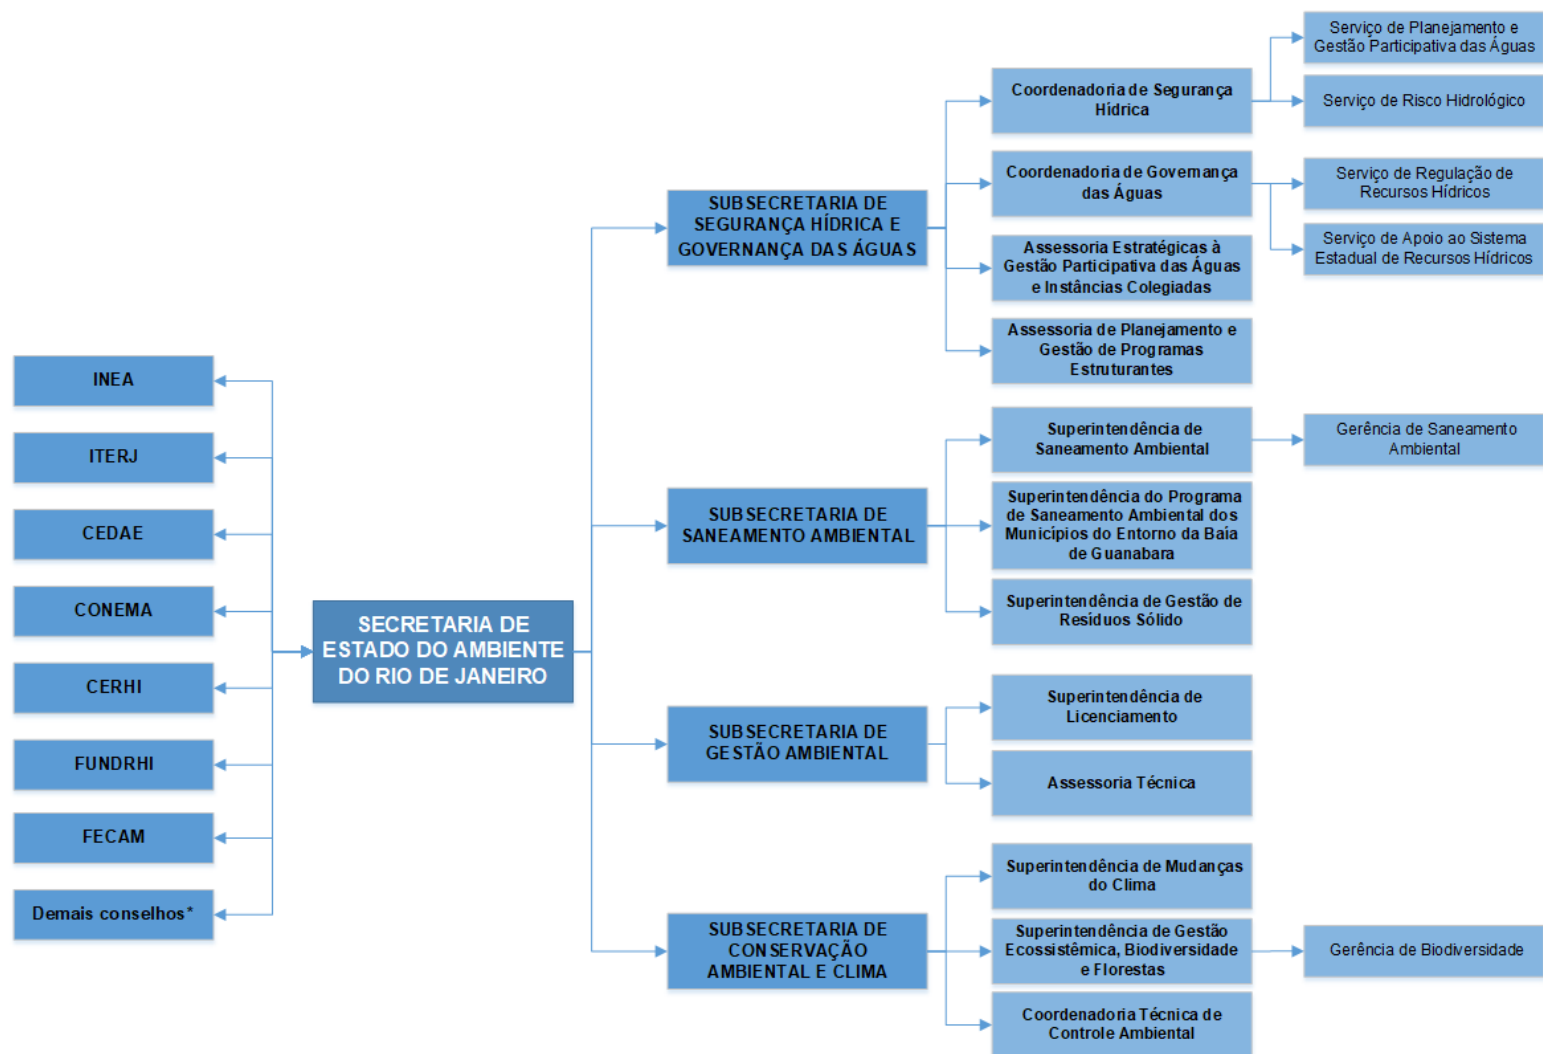 INEA
ITERJ
CEDAE
CONEMA
CERHI
FUNDRHI
FECAM
Demais conselhos*
SECRETARIA DE
ESTADO DO AMBIENTE
DO RIO DE JANEIRO
SUBSECRETARIA DE
SEGURANÇA HÍDRICA E
GOVERNANÇA DAS ÁGUAS
Coordenadoria de Segurança
Hídrica
Serviço de Planejamento e
Gestão Participativa das Águas
Serviço de Risco Hidrológico
Coordenadoria de Governança
das Águas
Serviço de Regulação de
Recursos Hídricos
Serviço de Apoio ao Sistema
Estadual de Recursos Hídricos
Assessoria Estratégicas à
Gestão Participativa das Águas
e Instâncias Colegiadas
Assessoria de Planejamento e
Gestão de Programas
Estruturantes
SUBSECRETARIA DE
SANEAMENTO AMBIENTAL
Superintendência de
Saneamento Ambiental
Gerência de Saneamento
Ambiental
Superintendência do Programa
de Saneamento Ambiental dos
Municípios do Entorno da Baía
de Guanabara
Superintendência de Gestão de
Resíduos Sólido
SUBSECRETARIA DE
GESTÃO AMBIENTAL
Superintendência de
Licenciamento
Assessoria Técnica
SUBSECRETARIA DE
CONSERVAÇÃO
AMBIENTAL E CLIMA
Superintendência de Mudanças
do Clima
Superintendência de Gestão
Ecossistêmica, Biodiversidade
e Florestas
Gerência de Biodiversidade
Coordenadoria Técnica de
Controle Ambiental